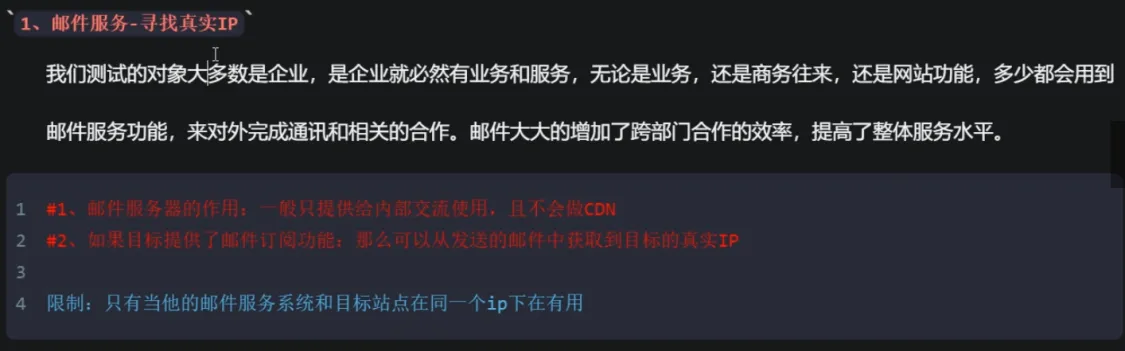 `1、邮件服务-寻找真实IP`
我们测试的对象大多数是企业，是企业就必然有业务和服务，无论是业务，还是商务往来，还是网站功能，多少都会用到
邮件服务功能，来对外完成通讯和相关的合作。邮件大大的增加了跨部门合作的效率，提高了整体服务水平。
1 #1、邮件服务器的作用：一般只提供给内部交流使用，且不会做CDN
2 #2、如果目标提供了邮件订阅功能：那么可以从发送的邮件中获取到目标的真实IP
3
4 限制：只有当他的邮件服务系统和目标站点在同一个ip下在有用